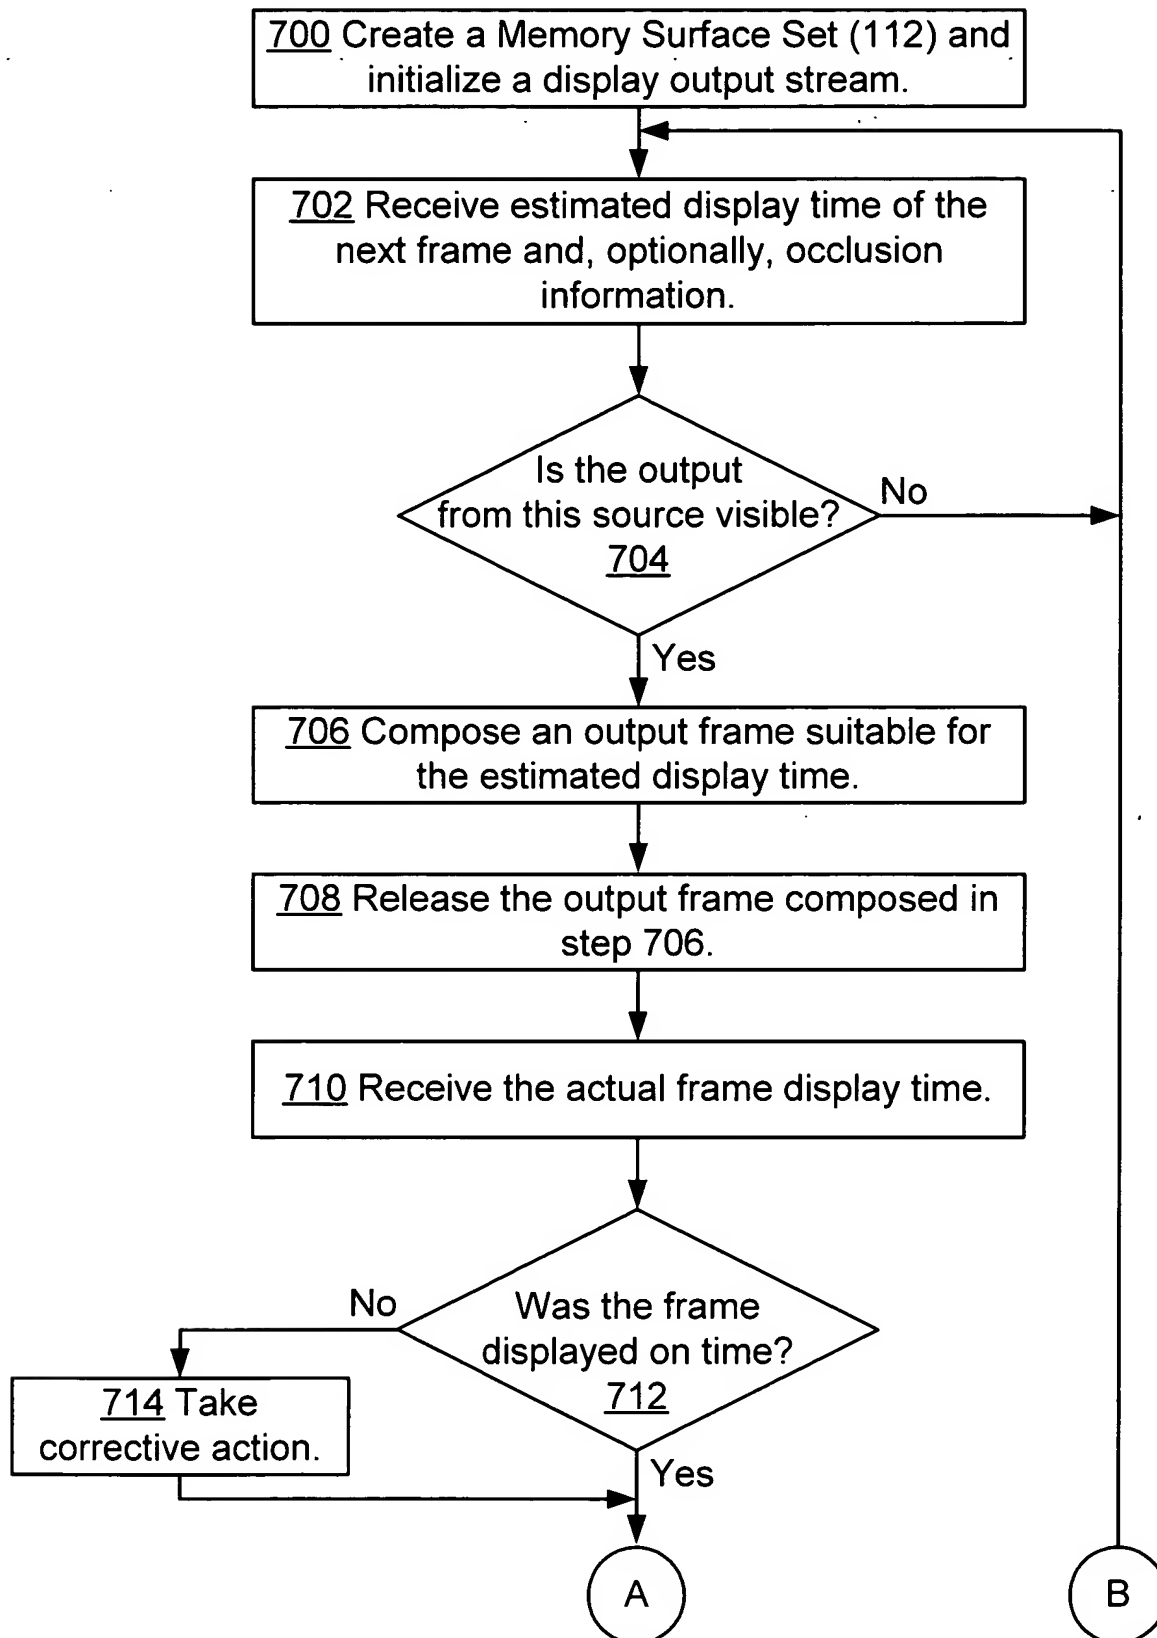 700 Create a Memory Surface Set (112) and
initialize a display output stream.
702 Receive estimated display time of the
next frame and, optionally, occlusion
information.
Is the output
from this source visible?
704
No
Yes
706 Compose an output frame suitable for
the estimated display time.
708 Release the output frame composed in
step 706.
710 Receive the actual frame display time.
Was the frame
displayed on time?
712
No
714 Take
corrective action.
Yes
A
B